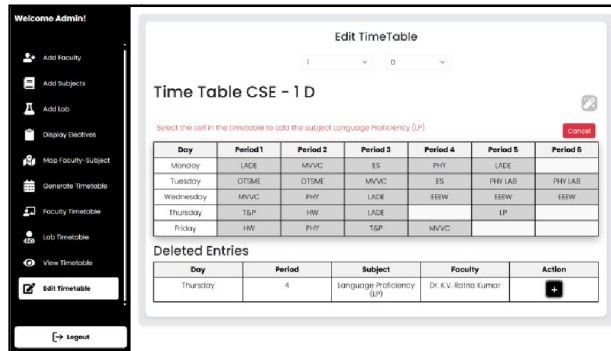 Welcome Admin!
Add Faculty
Add Subjects
Add Lab
Display Electives
Map Faculty-Subject
Generate Timetable
Faculty Timetable
Lab Timetable
View Timetable
Edit Timetable
Logout
Edit TimeTable
1 D
Time Table CSE - 1 D
Select the cell in the timetable to add the subject Language Proficiency (LP)
Cancel
Day Period 1 Period 2 Period 3 Period 4 Period 5 Period 6
Monday LADE MVVC ES PHY LADE
Tuesday OTSME OTSME MVVC ES PHY LAB PHY LAB
Wednesday MVVC PHY LADE EEEW EEEW EEEW
Thursday T&P HW LADE LP
Friday HW PHY T&P MVVC
Deleted Entries
Day Period Subject Faculty Action
Thursday 4 Language Proficiency (LP) Dr. K.V. Ratna Kumar +